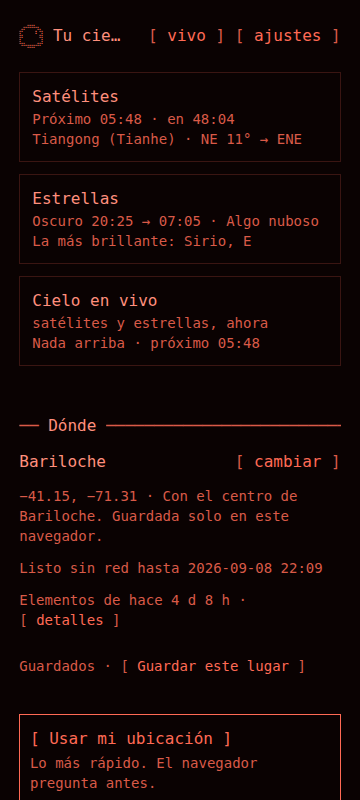 Tu cie… [ vivo ] [ ajustes ]
Satélites
Próximo 05:48 · en 48:04
Tiangong (Tianhe) · NE 11° → ENE
Estrellas
Oscuro 20:25 → 07:05 · Algo nuboso
La más brillante: Sirio, E
Cielo en vivo
satélites y estrellas, ahora
Nada arriba · próximo 05:48
Dónde
Bariloche [ cambiar ]
−41.15, −71.31 · Con el centro de
Bariloche. Guardada solo en este
navegador.
Listo sin red hasta 2026-09-08 22:09
Elementos de hace 4 d 8 h ·
[ detalles ]
Guardados · [ Guardar este lugar ]
[ Usar mi ubicación ]
Lo más rápido. El navegador
pregunta antes.